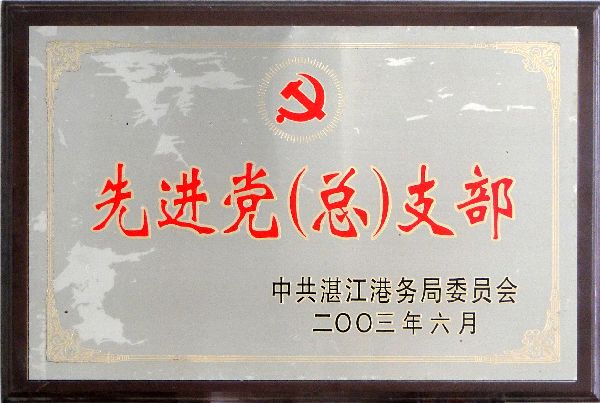 先进党(总)支部
中共湛江港务局委员会
二〇〇三年六月